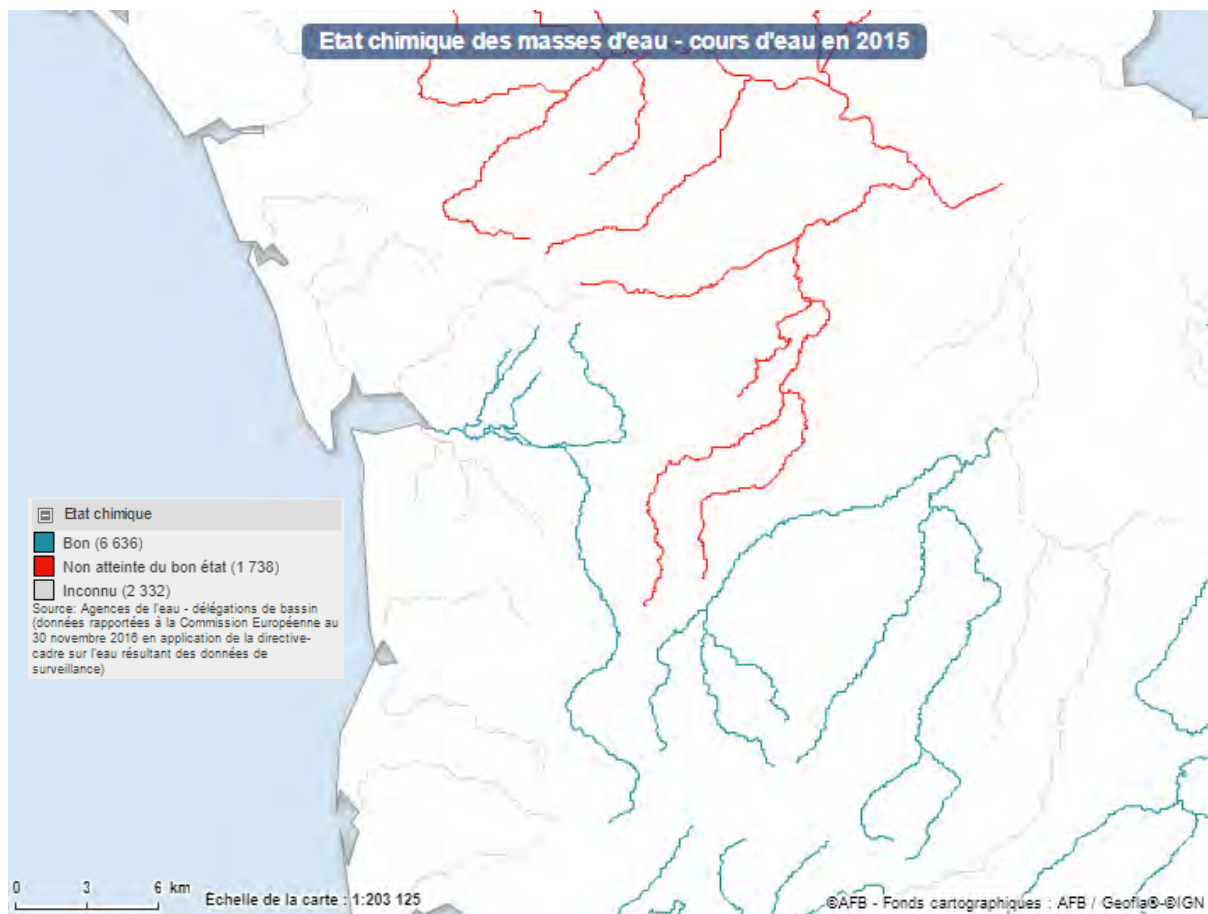 Etat chimique des masses d'eau - cours d'eau en 2015
Etat chimique
Bon (6 636)
Non atteinte du bon état (1 738)
Inconnu (2 332)
Source: Agences de l'eau - délégations de bassin
(données rapportées à la Commission Européenne au
30 novembre 2016 en application de la directive-
cadre sur l'eau résultant des données de
surveillance)
0 3 6 km
Échelle de la carte : 1:203 125
©AFB - Fonds cartographiques : AFB / Geofla®-©IGN